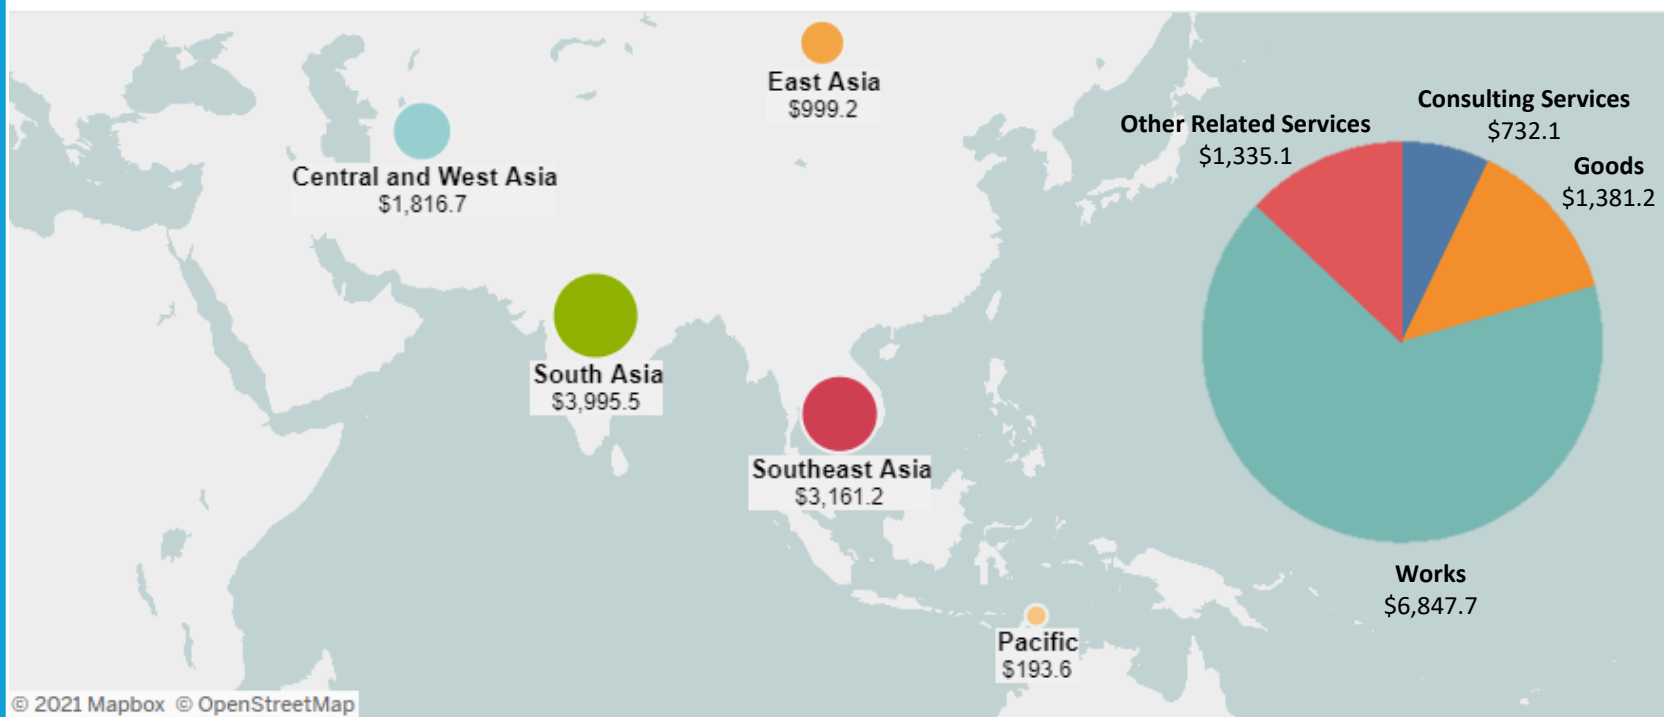 East Asia
$999.2
Central and West Asia
$1,816.7
South Asia
$3,995.5
Southeast Asia
$3,161.2
Pacific
$193.6
Consulting Services
$732.1
Other Related Services
$1,335.1
Goods
$1,381.2
Works
$6,847.7
© 2021 Mapbox © OpenStreetMap